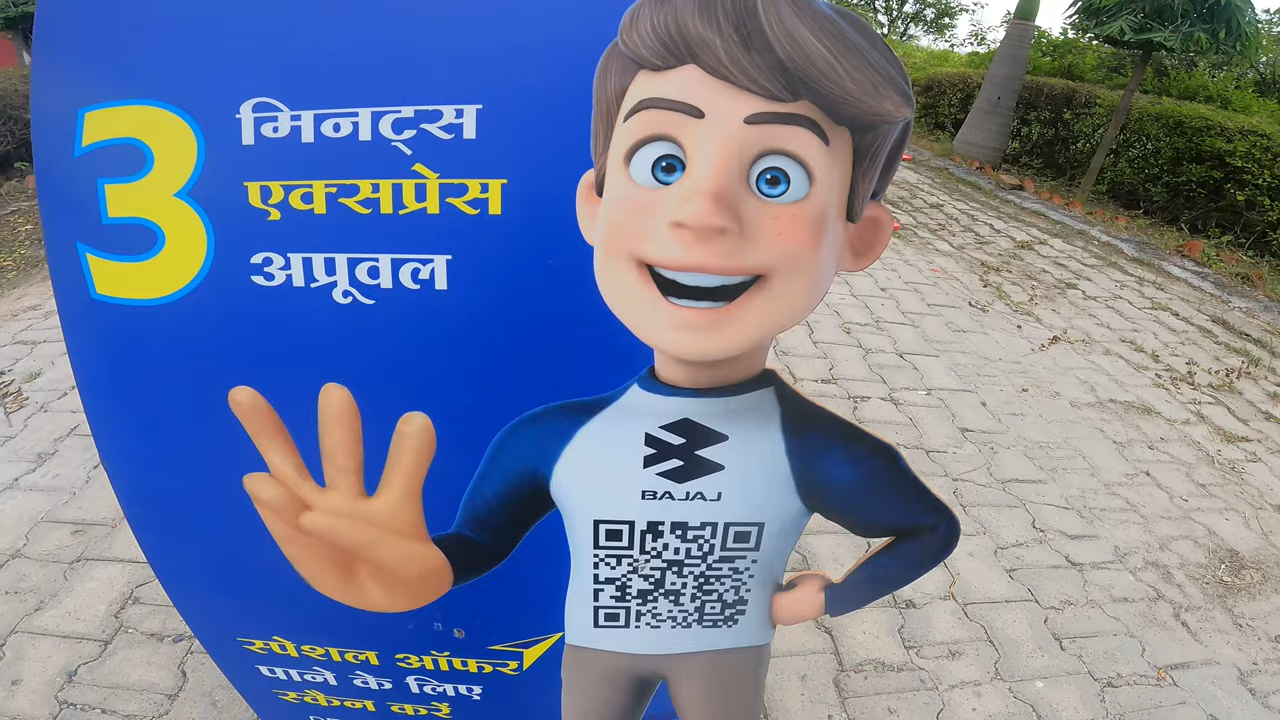 3
मिनट्स
एक्सप्रेस
अप्रूवल
BAJAJ
स्पेशल ऑफर
पाने के लिए
स्कैन करें